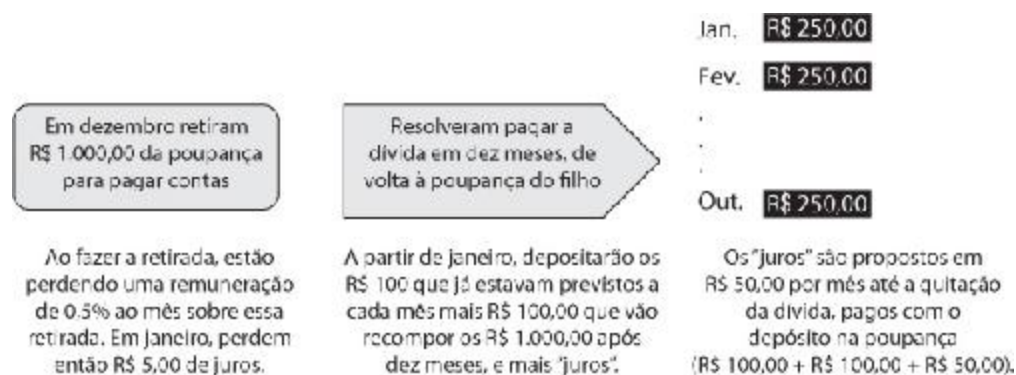 Em dezembro retiram
R$ 1.000,00 da poupança
para pagar contas
Ao fazer a retirada, estão
perdendo uma remuneração
de 0,5% ao mês sobre essa
retirada. Em janeiro, perdem
então R$ 5,00 de juros.
Resolveram pagar a
dívida em dez meses, de
volta à poupança do filho
A partir de janeiro, depositarão os
R$ 100 que já estavam previstos a
cada mês mais R$ 100,00 que vão
recompor os R$ 1.000,00 após
dez meses, e mais "juros".
Jan. R$ 250,00
Fev. R$ 250,00
.
.
.
Out. R$ 250,00
Os "juros" são propostos em
R$ 50,00 por mês até a quitação
da dívida, pagos com o
depósito na poupança
(R$ 100,00 + R$ 100,00 + R$ 50,00).